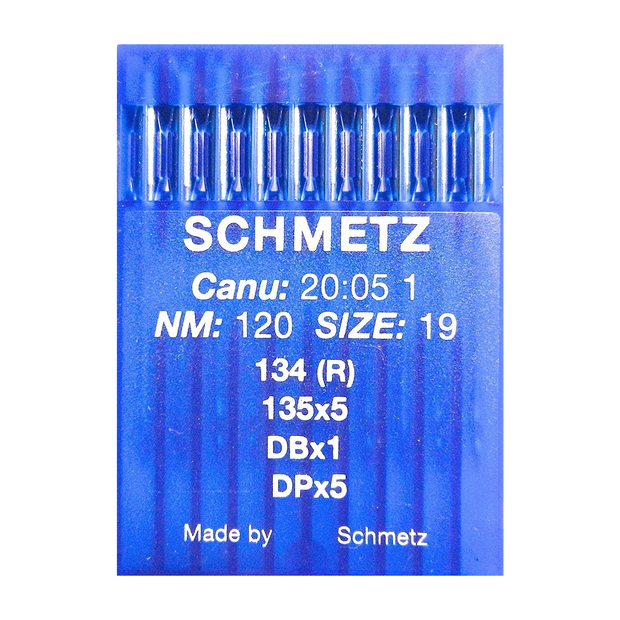 SCHMETZ
Canu: 20:05 1
NM: 120 SIZE: 19
134 (R)
135x5
DBx1
DPx5
Made by Schmetz